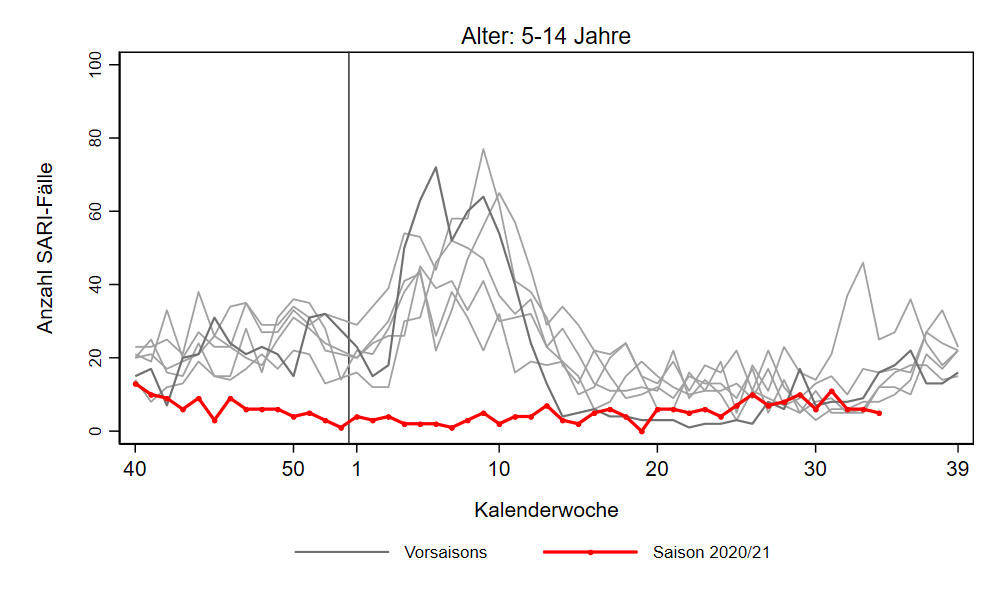 Alter: 5-14 Jahre
Anzahl SARI-Fälle
100
80
60
40
20
0
40 50 1 10 20 30 39
Kalenderwoche
Vorsaisons Saison 2020/21